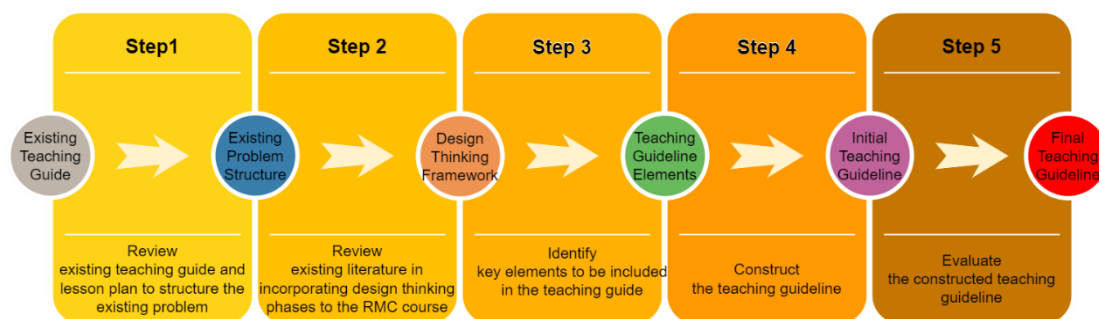 Step1
Step 2
Step 3
Step 4
Step 5
Existing
Teaching
Guide
Existing
Problem
Structure
Design
Thinking
Framework
Teaching
Guideline
Elements
Initial
Teaching
Guideline
Final
Teaching
Guideline
Review
existing teaching guide and
lesson plan to structure the
existing problem
Review
existing literature in
incorporating design thinking
phases to the RMC course
Identify
key elements to be included
in the teaching guide
Construct
the teaching guideline
Evaluate
the constructed teaching
guideline